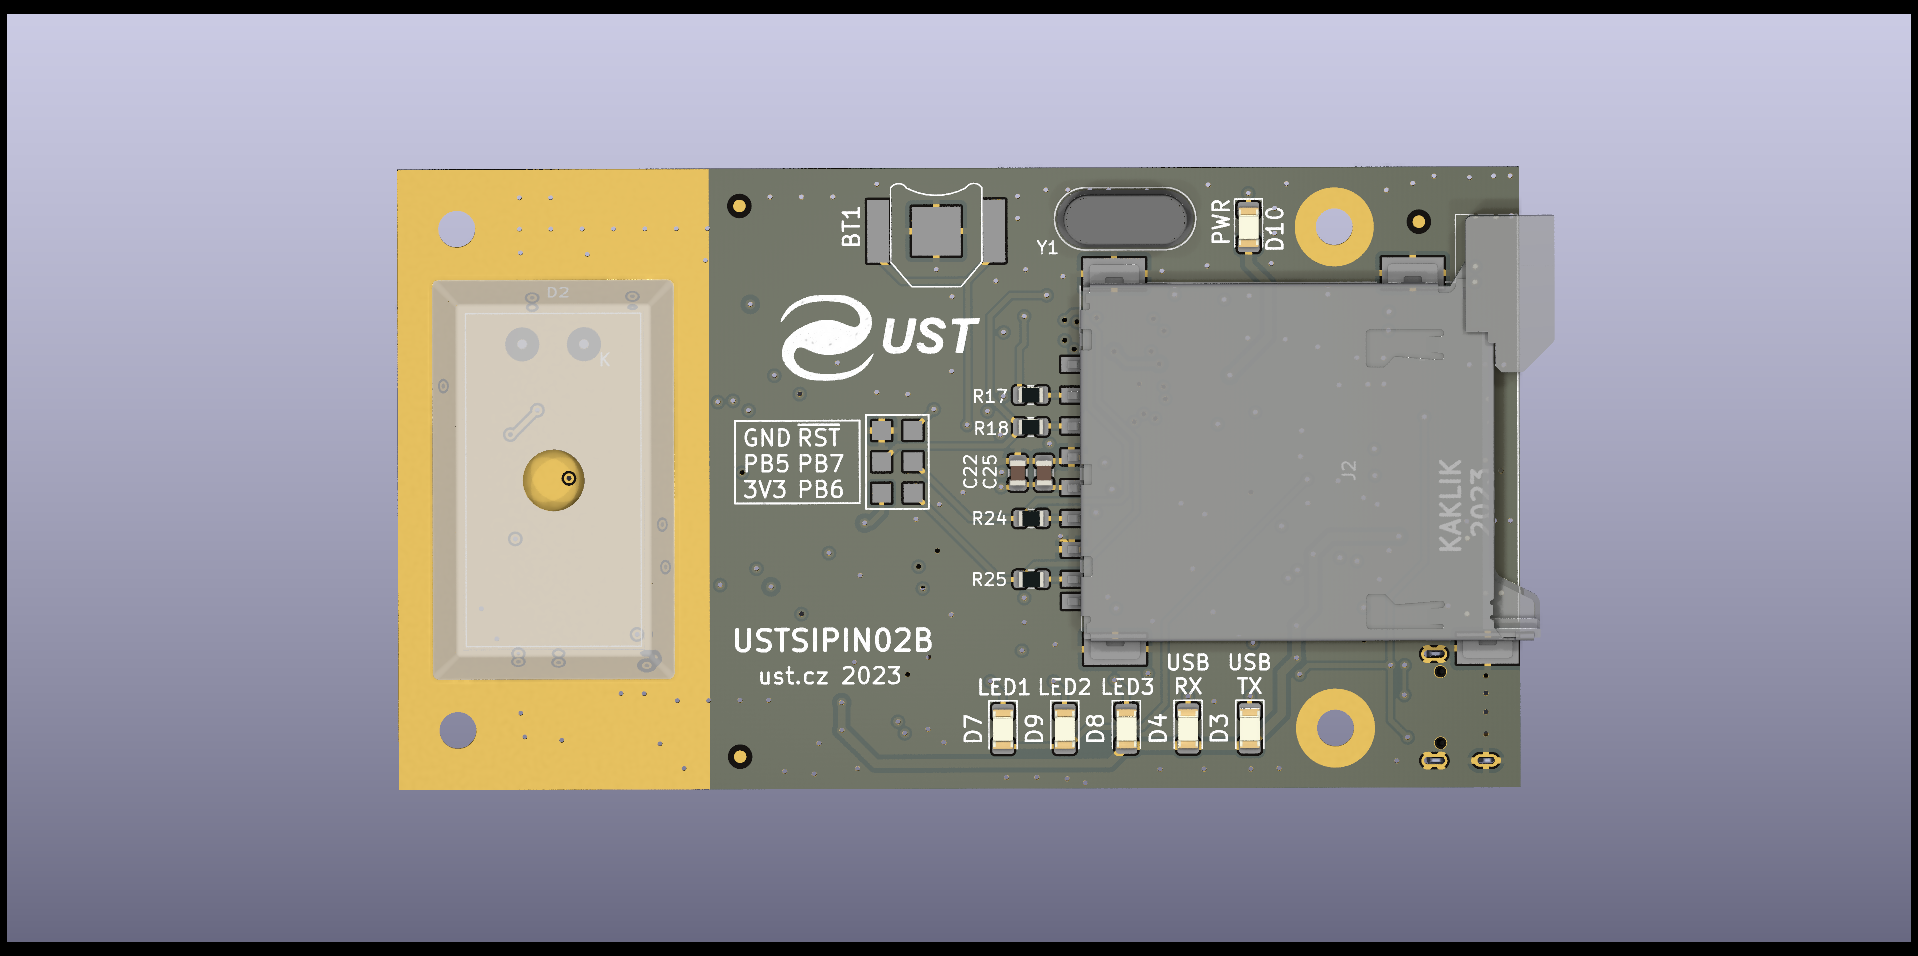 D2
K
BT1
Y1
PWR
D10
UST
R17
R18
C22
C25
R24
R25
GND RST
PB5 PB7
3V3 PB6
J2
KAKLIK
2023
USTSIPIN02B
ust.cz 2023
LED1 LED2 LED3
USB
RX
USB
TX
D7
D9
D8
D4
D3